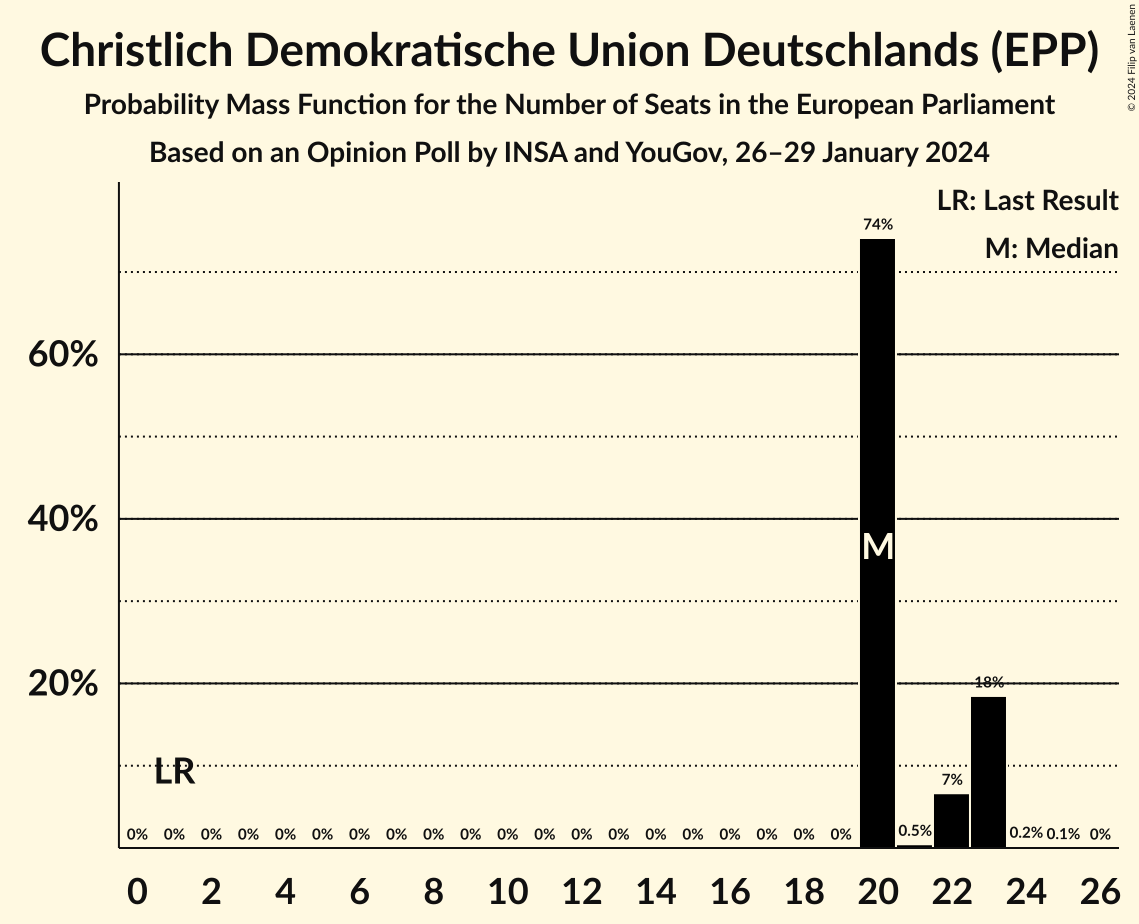 Christlich Demokratische Union Deutschlands (EPP)
Probability Mass Function for the Number of Seats in the European Parliament
Based on an Opinion Poll by INSA and YouGov, 26–29 January 2024
© 2024 Filip van Laenen
LR: Last Result
M: Median
74%
60%
40%
M
20%
18%
LR
7%
0% 0% 0% 0% 0% 0% 0% 0% 0% 0% 0% 0% 0% 0% 0% 0% 0% 0% 0% 0% 0.5% 0.2% 0.1% 0%
0 2 4 6 8 10 12 14 16 18 20 22 24 26